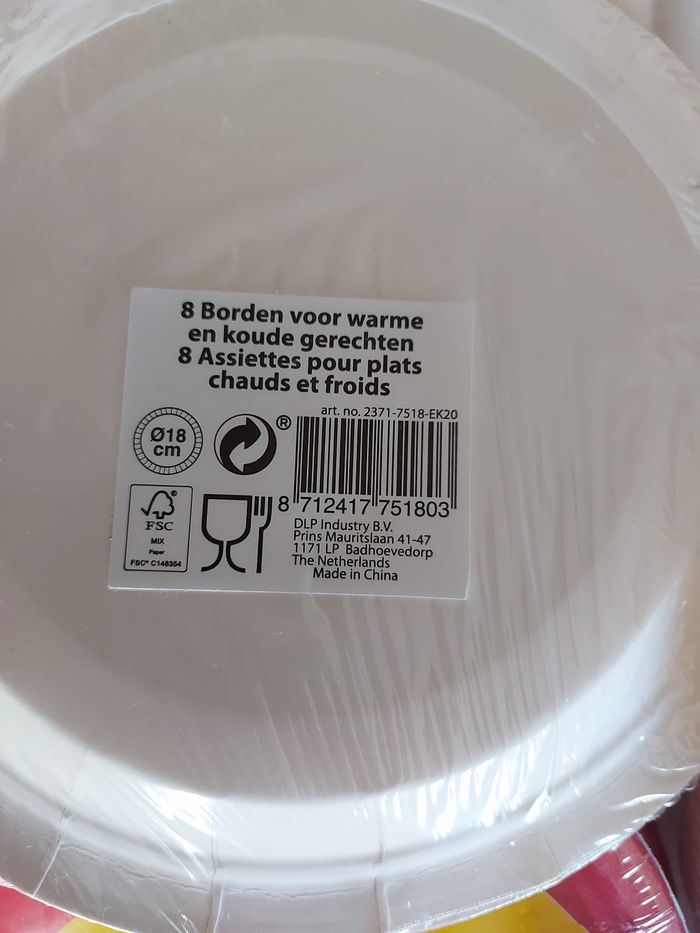 8 Borden voor warme
en koude gerechten
8 Assiettes pour plats
chauds et froids
art. no. 2371-7518-EK20
Ø18
cm
®
8 712417 751803
FSC
MIX
Paper
FSC® C148354
DLP Industry B.V.
Prins Mauritslaan 41-47
1171 LP Badhoevedorp
The Netherlands
Made in China